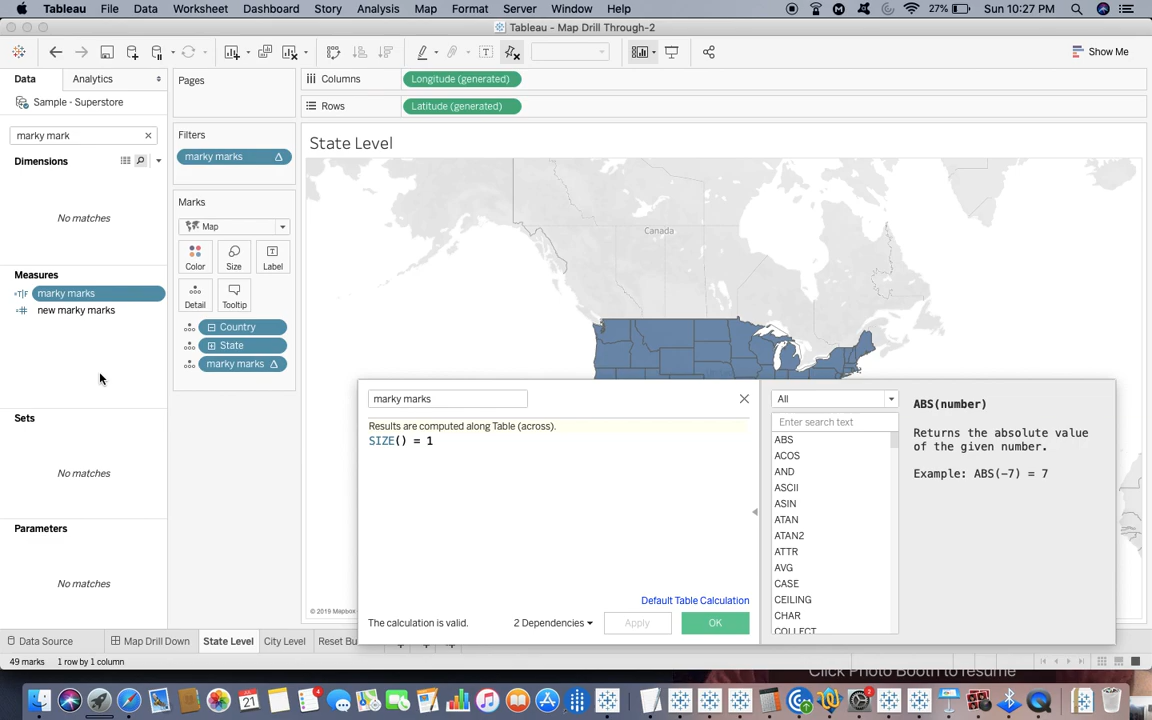 Tableau File Data Worksheet Dashboard Story Analysis Map Format Server Window Help 27% Sun 10:27 PM
Tableau - Map Drill Through-2
Show Me
Data Analytics
Sample - Superstore
marky mark
Dimensions
No matches
Measures
T|F marky marks
new marky marks
Sets
No matches
Parameters
No matches
Pages
Filters
marky marks
Marks
Map
Color Size Label
Detail Tooltip
Country
State
marky marks
Columns Longitude (generated)
Rows Latitude (generated)
State Level
Canada
© 2019 Mapbox
marky marks
Results are computed along Table (across).
SIZE() = 1
Default Table Calculation
The calculation is valid. 2 Dependencies Apply OK
All
Enter search text
ABS
ACOS
AND
ASCII
ASIN
ATAN
ATAN2
ATTR
AVG
CASE
CEILING
CHAR
COLLECT
ABS(number)
Returns the absolute value
of the given number.
Example: ABS(-7) = 7
Data Source Map Drill Down State Level City Level Reset Bu
49 marks 1 row by 1 column
Click Photo Booth to resume